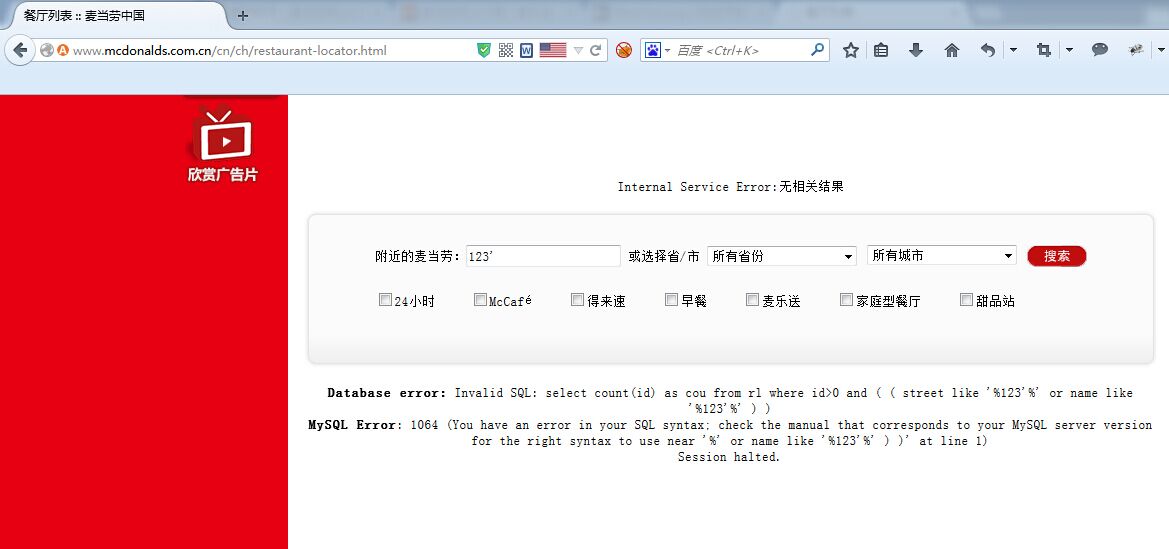 餐厅列表 :: 麦当劳中国
www.mcdonalds.com.cn/cn/ch/restaurant-locator.html
百度 <Ctrl+K>
欣赏广告片
Internal Service Error:无相关结果
附近的麦当劳: 123' 或选择省/市 所有省份 所有城市 搜索
24小时 McCafé 得来速 早餐 麦乐送 家庭型餐厅 甜品站
Database error: Invalid SQL: select count(id) as cou from rl where id>0 and ( ( street like '%123'%' or name like
'%123'%' ) )
MySQL Error: 1064 (You have an error in your SQL syntax; check the manual that corresponds to your MySQL server version
for the right syntax to use near '%' or name like '%123'%' ) )' at line 1)
Session halted.